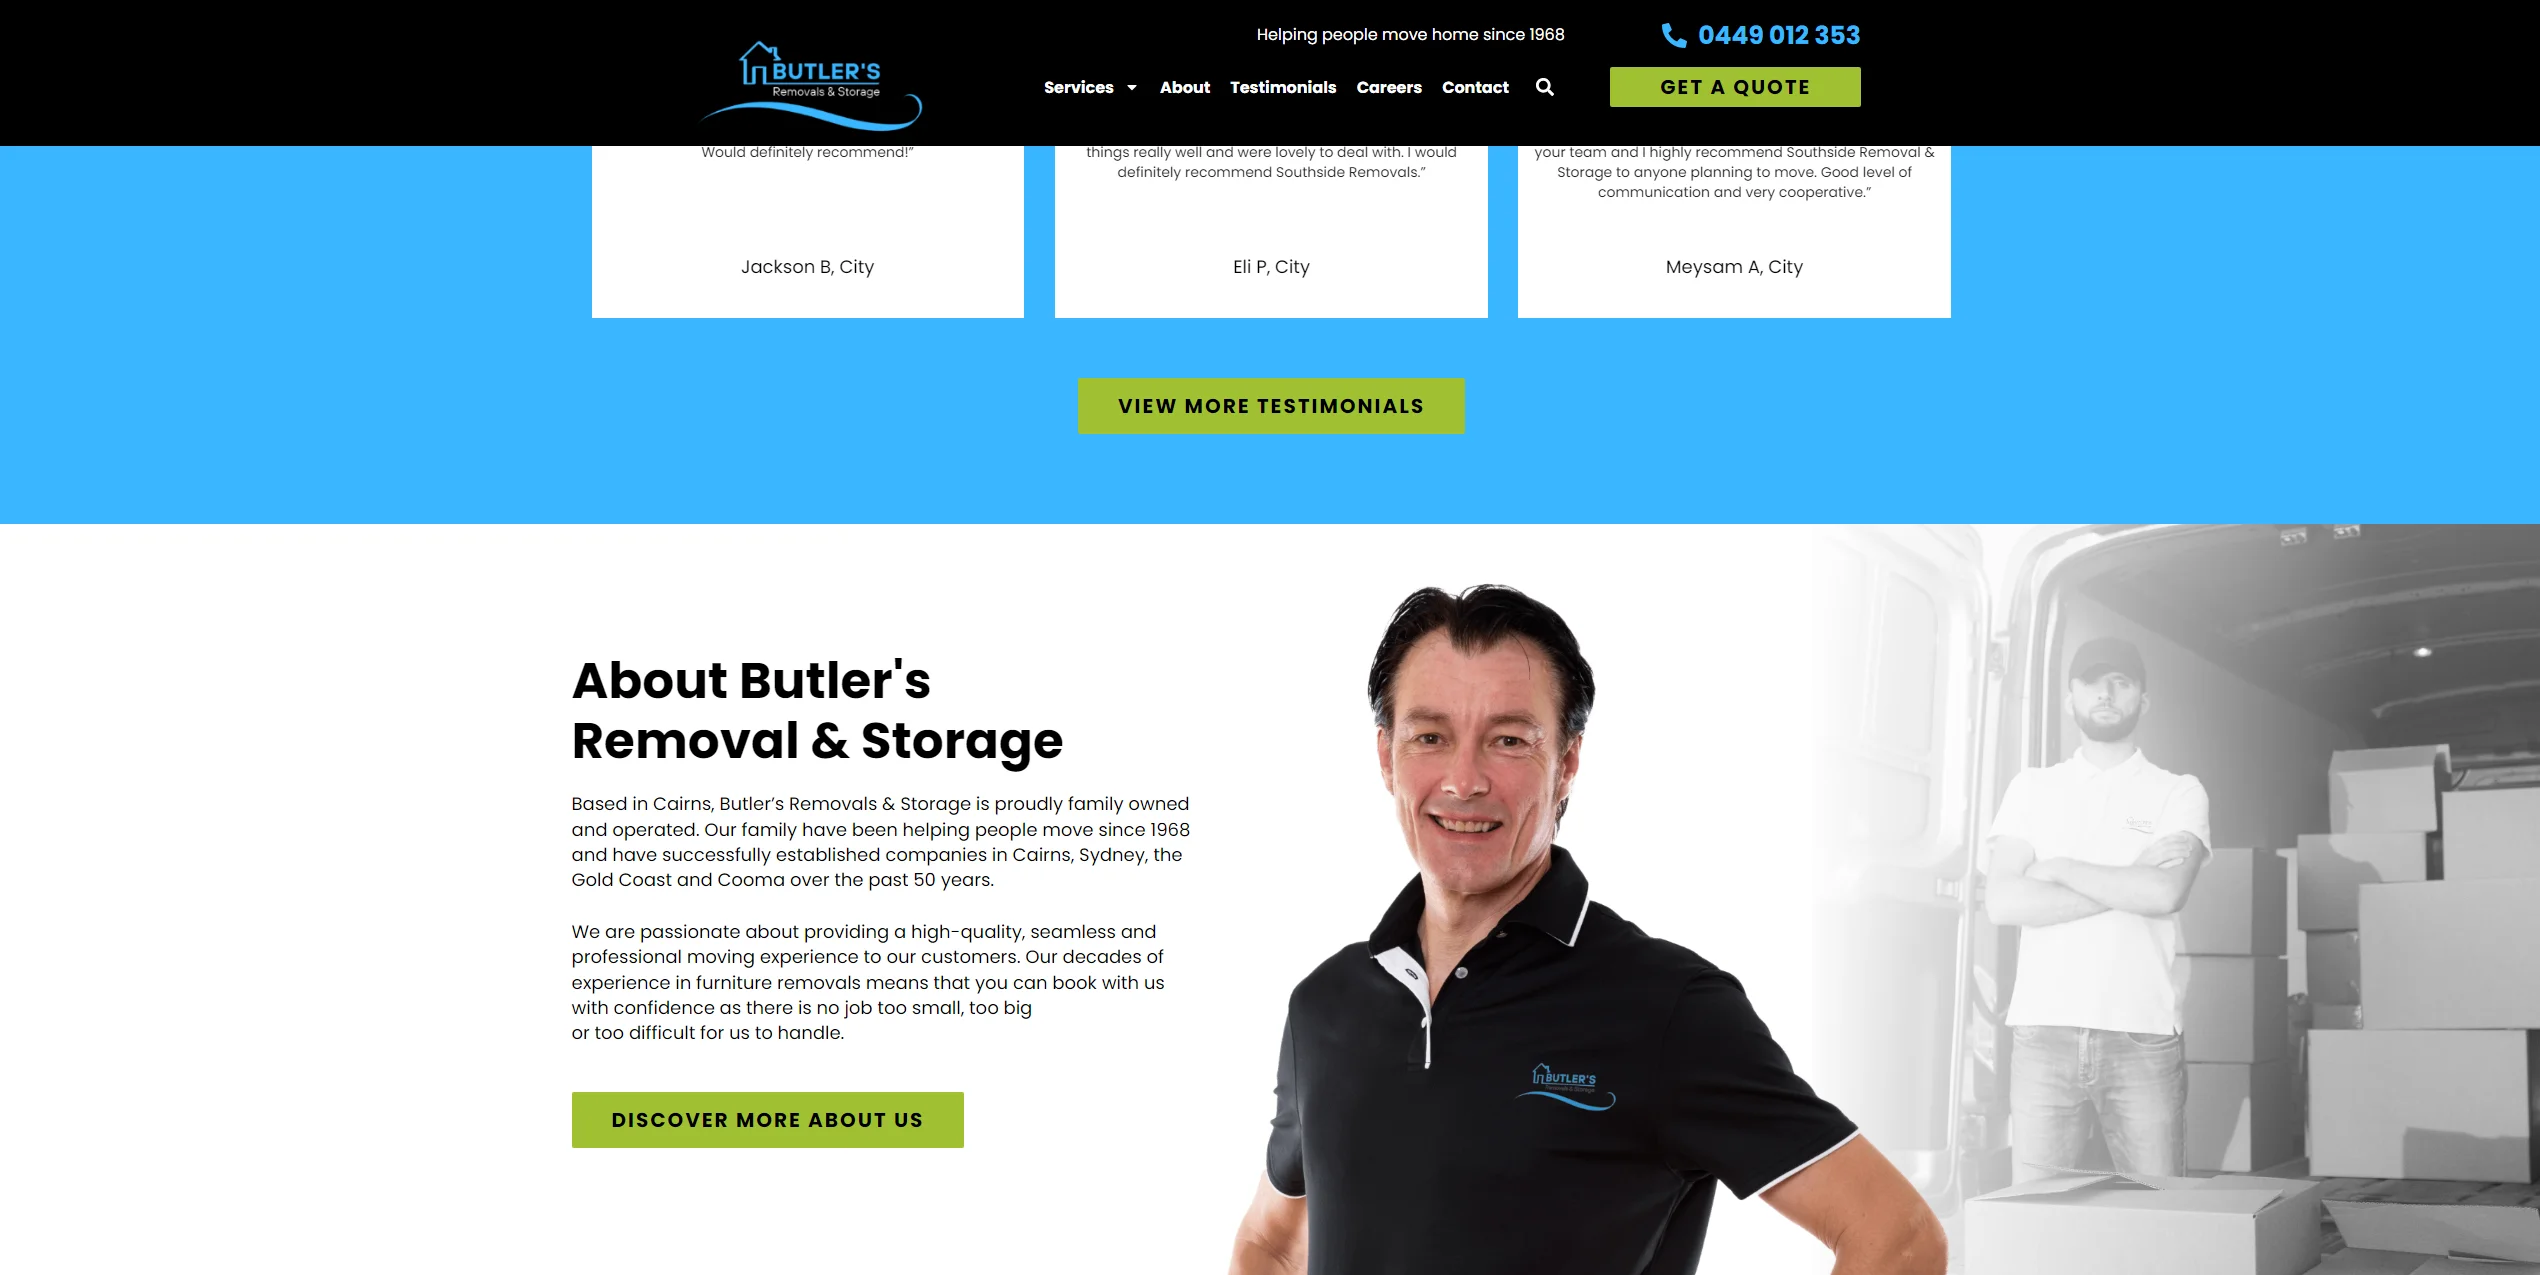 Helping people move home since 1968
0449 012 353
BUTLER'S
Removals & Storage
Services
About
Testimonials
Careers
Contact
GET A QUOTE
Would definitely recommend!”
things really well and were lovely to deal with. I would
definitely recommend Southside Removals.”
your team and I highly recommend Southside Removal &
Storage to anyone planning to move. Good level of
communication and very cooperative.”
Jackson B, City
Eli P, City
Meysam A, City
VIEW MORE TESTIMONIALS
About Butler's
Removal & Storage
Based in Cairns, Butler’s Removals & Storage is proudly family owned
and operated. Our family have been helping people move since 1968
and have successfully established companies in Cairns, Sydney, the
Gold Coast and Cooma over the past 50 years.
We are passionate about providing a high-quality, seamless and
professional moving experience to our customers. Our decades of
experience in furniture removals means that you can book with us
with confidence as there is no job too small, too big
or too difficult for us to handle.
DISCOVER MORE ABOUT US
BUTLER'S
Removals & Storage